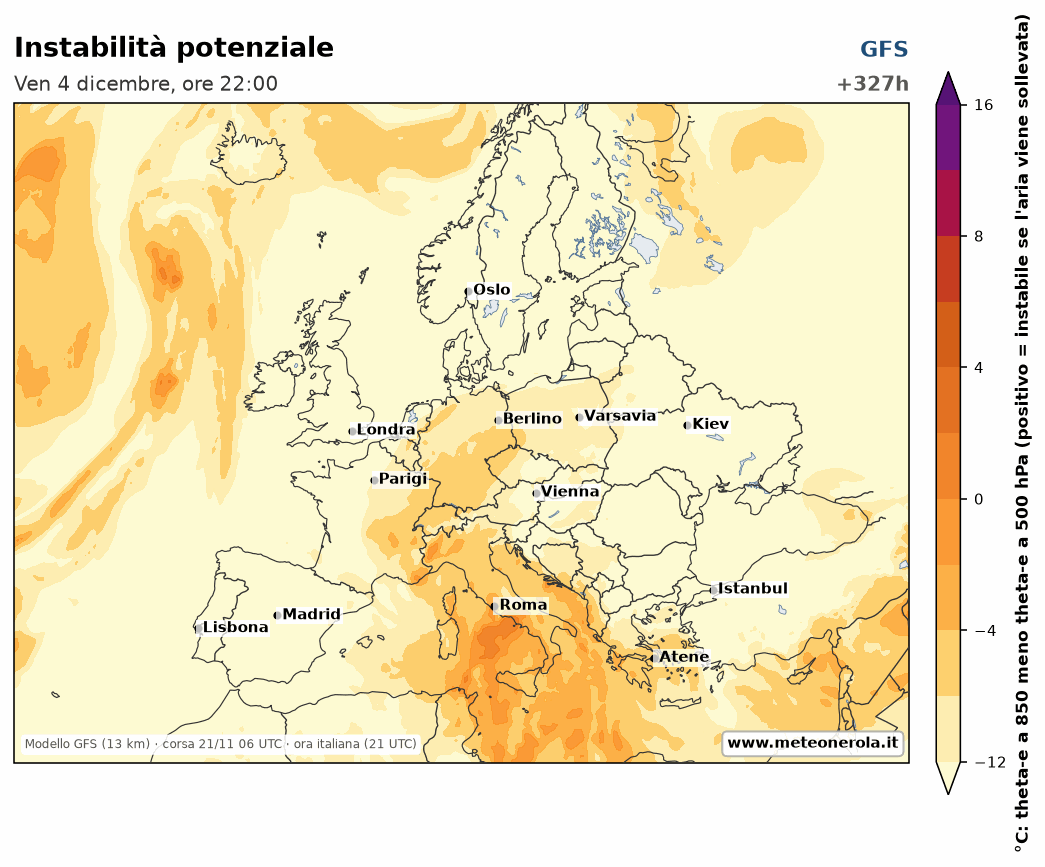 Instabilità potenziale
GFS
Ven 4 dicembre, ore 22:00
+327h
Oslo
Berlino
Varsavia
Londra
Kiev
Parigi
Vienna
Istanbul
Roma
Madrid
Lisbona
Atene
Modello GFS (13 km) · corsa 21/11 06 UTC · ora italiana (21 UTC)
www.meteonerola.it
16
8
4
0
−4
−12
°C: theta-e a 850 meno theta-e a 500 hPa (positivo = instabile se l'aria viene sollevata)